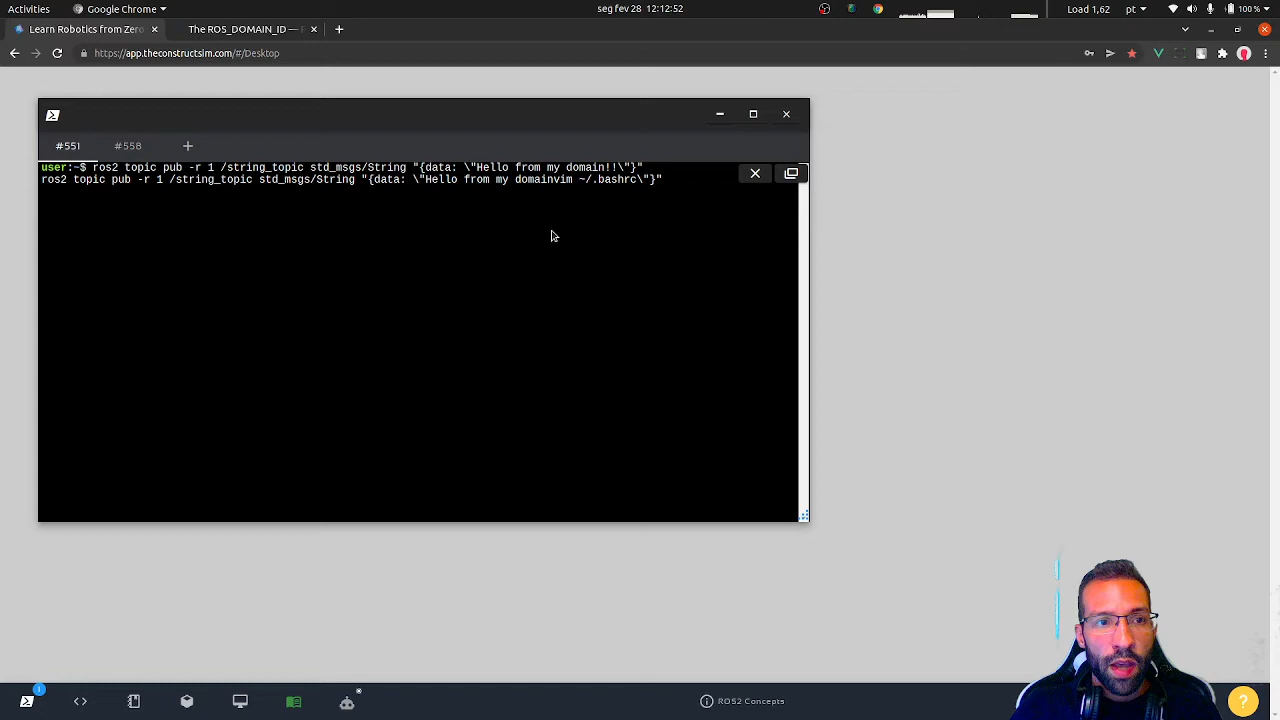 Activities
Google Chrome
seg fev 28 12:12:52
Load 1,62
pt
100 %
Learn Robotics from Zero
The ROS_DOMAIN_ID —
https://app.theconstructsim.com/#/Desktop
#551
#558
user:~$ ros2 topic pub -r 1 /string_topic std_msgs/String "{data: \"Hello from my domain!!\"}"
ros2 topic pub -r 1 /string_topic std_msgs/String "{data: \"Hello from my domainvim ~/.bashrc\"}"
1
ROS2 Concepts
?